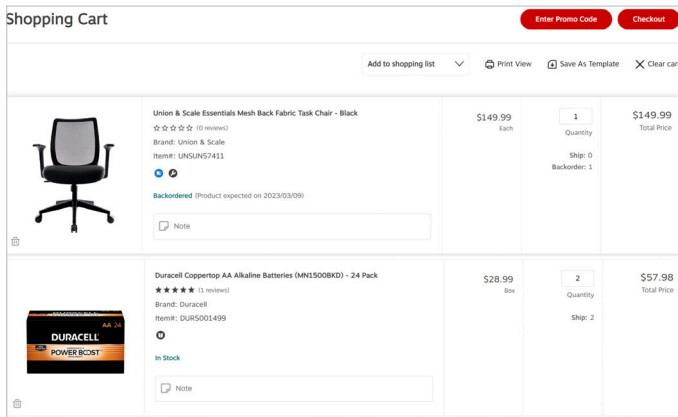 Shopping Cart
Enter Promo Code
Checkout
Add to shopping list
Print View
Save As Template
Clear car
Union & Scale Essentials Mesh Back Fabric Task Chair - Black
(0 reviews)
Brand: Union & Scale
Item#: UNSUN57411
Backordered (Product expected on 2023/03/09)
Note
$149.99
Each
1
Quantity
Ship: 0
Backorder: 1
$149.99
Total Price
AA 24
DURACELL
POWER BOOST
Duracell Coppertop AA Alkaline Batteries (MN1500BKD) - 24 Pack
(1 reviews)
Brand: Duracell
Item#: DUR5001499
In Stock
Note
$28.99
Box
2
Quantity
Ship: 2
$57.98
Total Price